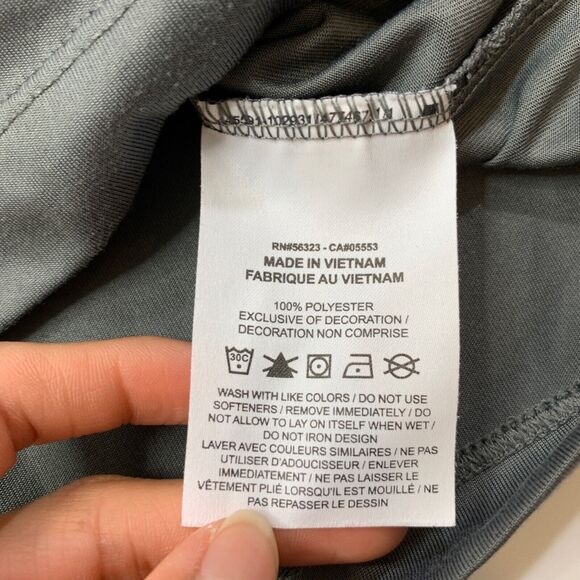 RN#56323 - CA#05553
MADE IN VIETNAM
FABRIQUE AU VIETNAM
100% POLYESTER
EXCLUSIVE OF DECORATION /
DECORATION NON COMPRISE
30C
WASH WITH LIKE COLORS / DO NOT USE
SOFTENERS / REMOVE IMMEDIATELY / DO
NOT ALLOW TO LAY ON ITSELF WHEN WET /
DO NOT IRON DESIGN
LAVER AVEC COULEURS SIMILAIRES / NE PAS
UTILISER D'ADOUCISSEUR / ENLEVER
IMMEDIATEMENT / NE PAS LAISSER LE
VÊTEMENT PLIÉ LORSQU'IL EST MOUILLÉ / NE
PAS REPASSER LE DESSIN